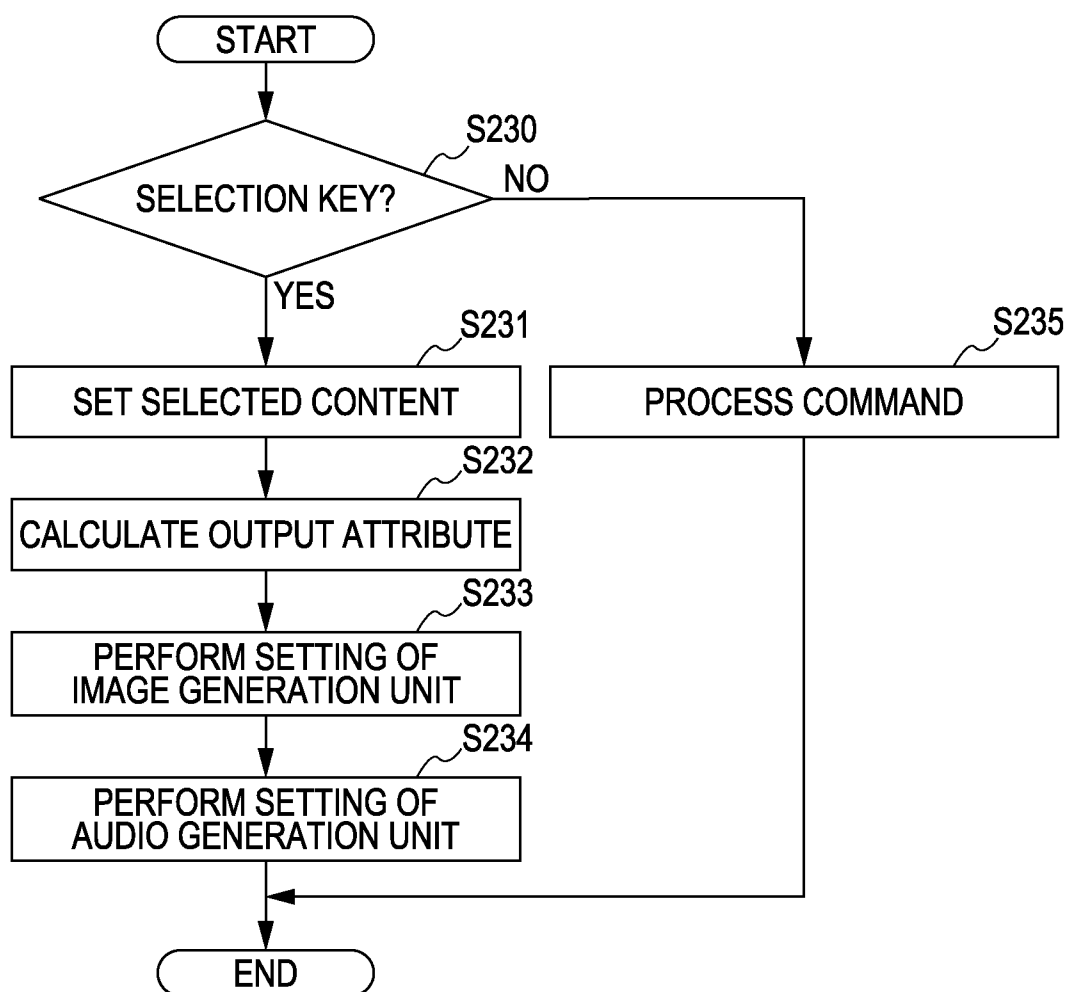 START
S230
SELECTION KEY?
NO
YES
S231
SET SELECTED CONTENT
S235
PROCESS COMMAND
S232
CALCULATE OUTPUT ATTRIBUTE
S233
PERFORM SETTING OF
IMAGE GENERATION UNIT
S234
PERFORM SETTING OF
AUDIO GENERATION UNIT
END